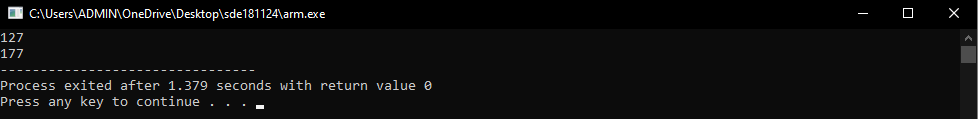 C:\Users\ADMIN\OneDrive\Desktop\sde181124\arm.exe
127
177
--------------------------------
Process exited after 1.379 seconds with return value 0
Press any key to continue . . .